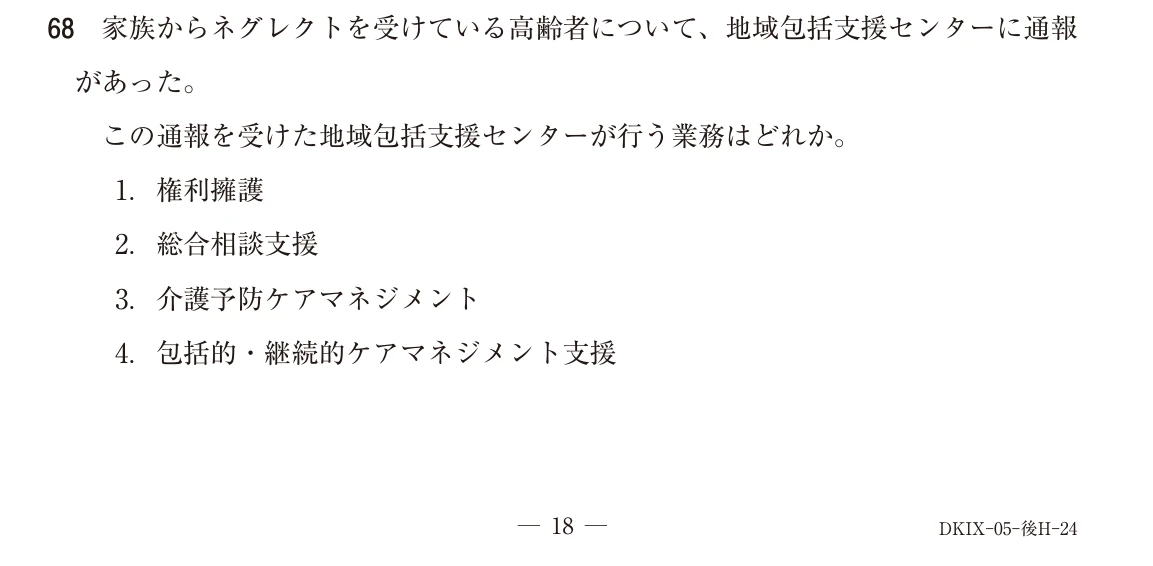 68 家族からネグレクトを受けている高齢者について、地域包括支援センターに通報
があった。
この通報を受けた地域包括支援センターが行う業務はどれか。
1. 権利擁護
2. 総合相談支援
3. 介護予防ケアマネジメント
4. 包括的・継続的ケアマネジメント支援
— 18 —
DKIX-05-後H-24